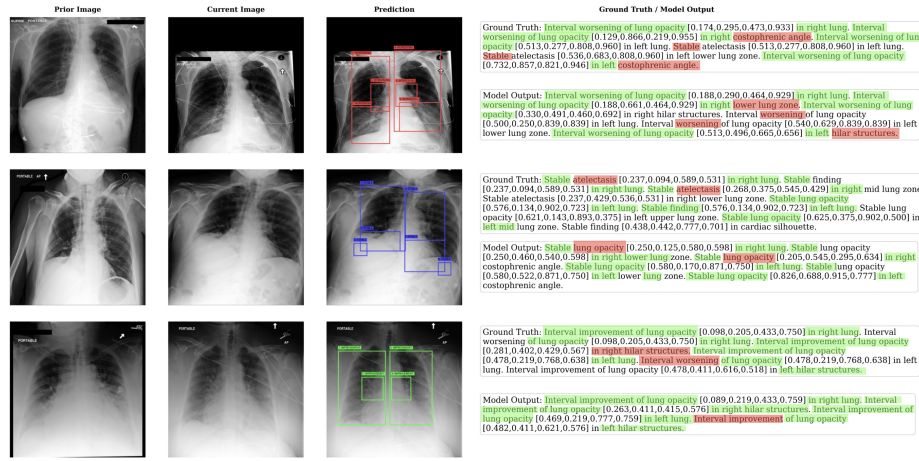 Prior Image
Current Image
Prediction
Ground Truth / Model Output
Ground Truth: Interval worsening of lung opacity [0.174,0.295,0.473,0.933] in right lung. Interval
worsening of lung opacity [0.129,0.866,0.219,0.955] in right costophrenic angle. Interval worsening of lung
opacity [0.513,0.277,0.808,0.960] in left lung. Stable atelectasis [0.513,0.277,0.808,0.960] in left lung.
Stable atelectasis [0.536,0.683,0.808,0.960] in left lower lung zone. Interval worsening of lung opacity
[0.732,0.857,0.821,0.946] in left costophrenic angle.
Model Output: Interval worsening of lung opacity [0.188,0.290,0.464,0.929] in right lung. Interval
worsening of lung opacity [0.188,0.661,0.464,0.929] in right lower lung zone. Interval worsening of lung opacity
[0.330,0.491,0.460,0.692] in right hilar structures. Interval worsening of lung opacity
[0.500,0.250,0.839,0.839] in left lung. Interval worsening of lung opacity [0.540,0.629,0.839,0.839] in left
lower lung zone. Interval worsening of lung opacity [0.513,0.496,0.665,0.656] in left hilar structures.
PORTABLE AP
PORTABLE
PORTABLE
Ground Truth: Stable atelectasis [0.237,0.094,0.589,0.531] in right lung. Stable finding
[0.237,0.094,0.589,0.531] in right lung. Stable atelectasis [0.268,0.375,0.545,0.429] in right mid lung zone.
Stable atelectasis [0.237,0.429,0.536,0.531] in right lower lung zone. Stable lung opacity
[0.576,0.134,0.902,0.723] in left lung. Stable finding [0.576,0.134,0.902,0.723] in left lung. Stable lung
opacity [0.621,0.143,0.893,0.375] in left upper lung zone. Stable lung opacity [0.625,0.375,0.902,0.500] in
left mid lung zone. Stable finding [0.438,0.442,0.777,0.701] in cardiac silhouette.
Model Output: Stable lung opacity [0.250,0.125,0.580,0.598] in right lung. Stable lung opacity
[0.250,0.460,0.540,0.598] in right lower lung zone. Stable lung opacity [0.205,0.545,0.295,0.634] in right
costophrenic angle. Stable lung opacity [0.580,0.170,0.871,0.750] in left lung. Stable lung opacity
[0.580,0.522,0.871,0.750] in left lower lung zone. Stable lung opacity [0.826,0.688,0.915,0.777] in left
costophrenic angle.
PORTABLE
PORTABLE
AP
PORTABLE
AP
Ground Truth: Interval improvement of lung opacity [0.098,0.205,0.433,0.750] in right lung. Interval
worsening of lung opacity [0.098,0.205,0.433,0.750] in right lung. Interval improvement of lung opacity
[0.281,0.402,0.429,0.567] in right hilar structures. Interval improvement of lung opacity
[0.478,0.219,0.768,0.638] in left lung. Interval worsening of lung opacity [0.478,0.219,0.768,0.638] in left
lung. Interval improvement of lung opacity [0.478,0.411,0.616,0.518] in left hilar structures.
Model Output: Interval improvement of lung opacity [0.089,0.219,0.433,0.759] in right lung. Interval
improvement of lung opacity [0.263,0.411,0.415,0.576] in right hilar structures. Interval improvement of
lung opacity [0.469,0.219,0.777,0.759] in left lung. Interval improvement of lung opacity
[0.482,0.411,0.621,0.576] in left hilar structures.